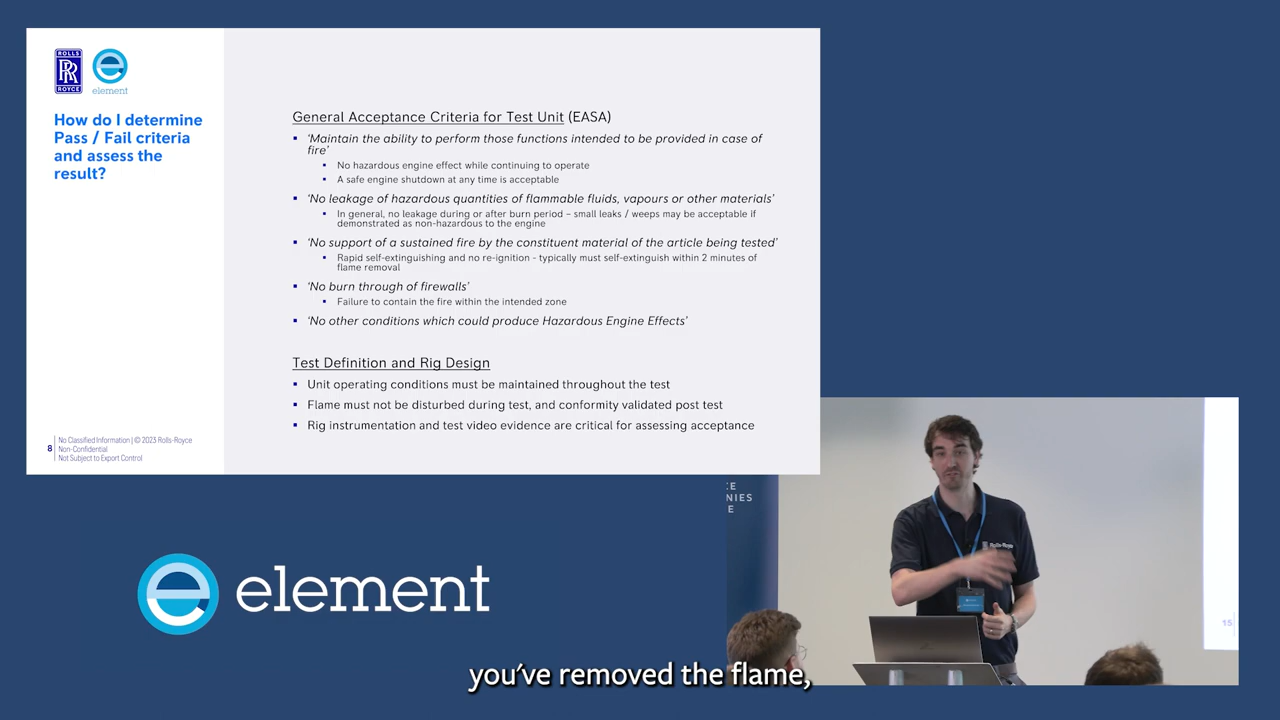 ROLLS
RR
ROYCE
element
How do I determine
Pass / Fail criteria
and assess the
result?
General Acceptance Criteria for Test Unit (EASA)
▪ ‘Maintain the ability to perform those functions intended to be provided in case of
fire’
▪ No hazardous engine effect while continuing to operate
▪ A safe engine shutdown at any time is acceptable
▪ ‘No leakage of hazardous quantities of flammable fluids, vapours or other materials’
▪ In general, no leakage during or after burn period – small leaks / weeps may be acceptable if
demonstrated as non-hazardous to the engine
▪ ‘No support of a sustained fire by the constituent material of the article being tested’
▪ Rapid self-extinguishing and no re-ignition - typically must self-extinguish within 2 minutes of
flame removal
▪ ‘No burn through of firewalls’
▪ Failure to contain the fire within the intended zone
▪ ‘No other conditions which could produce Hazardous Engine Effects’
Test Definition and Rig Design
▪ Unit operating conditions must be maintained throughout the test
▪ Flame must not be disturbed during test, and conformity validated post test
▪ Rig instrumentation and test video evidence are critical for assessing acceptance
8
No Classified Information | © 2023 Rolls-Royce
Non-Confidential
Not Subject to Export Control
NIES
E
Rolls-Royce
15
element
you've removed the flame,